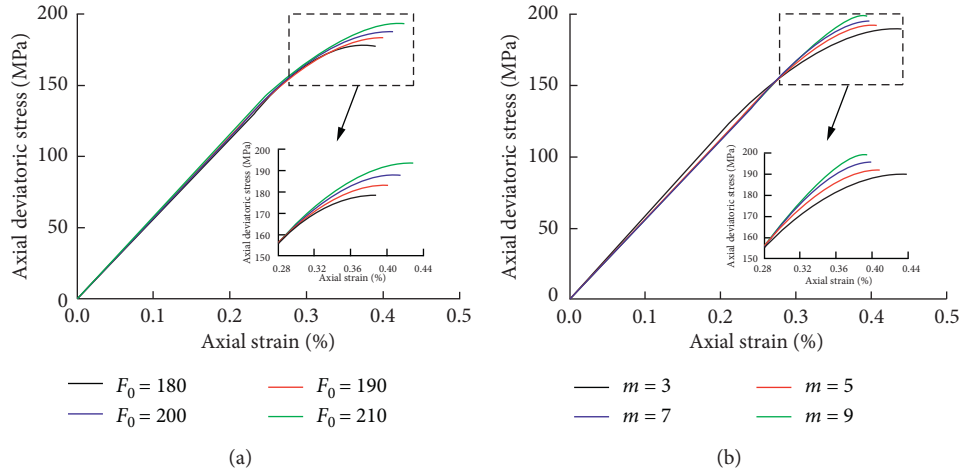 200
150
100
50
0
Axial deviatoric stress (MPa)
0.0 0.1 0.2 0.3 0.4 0.5
Axial strain (%)
200
190
180
170
160
150
Axial deviatoric stress (MPa)
0.28 0.32 0.36 0.40 0.44
Axial strain (%)
F0 = 180
F0 = 190
F0 = 200
F0 = 210
(a)
200
150
100
50
0
Axial deviatoric stress (MPa)
0.0 0.1 0.2 0.3 0.4 0.5
Axial strain (%)
200
190
180
170
160
150
Axial deviatoric stress (MPa)
0.28 0.32 0.36 0.40 0.44
Axial strain (%)
m = 3
m = 5
m = 7
m = 9
(b)